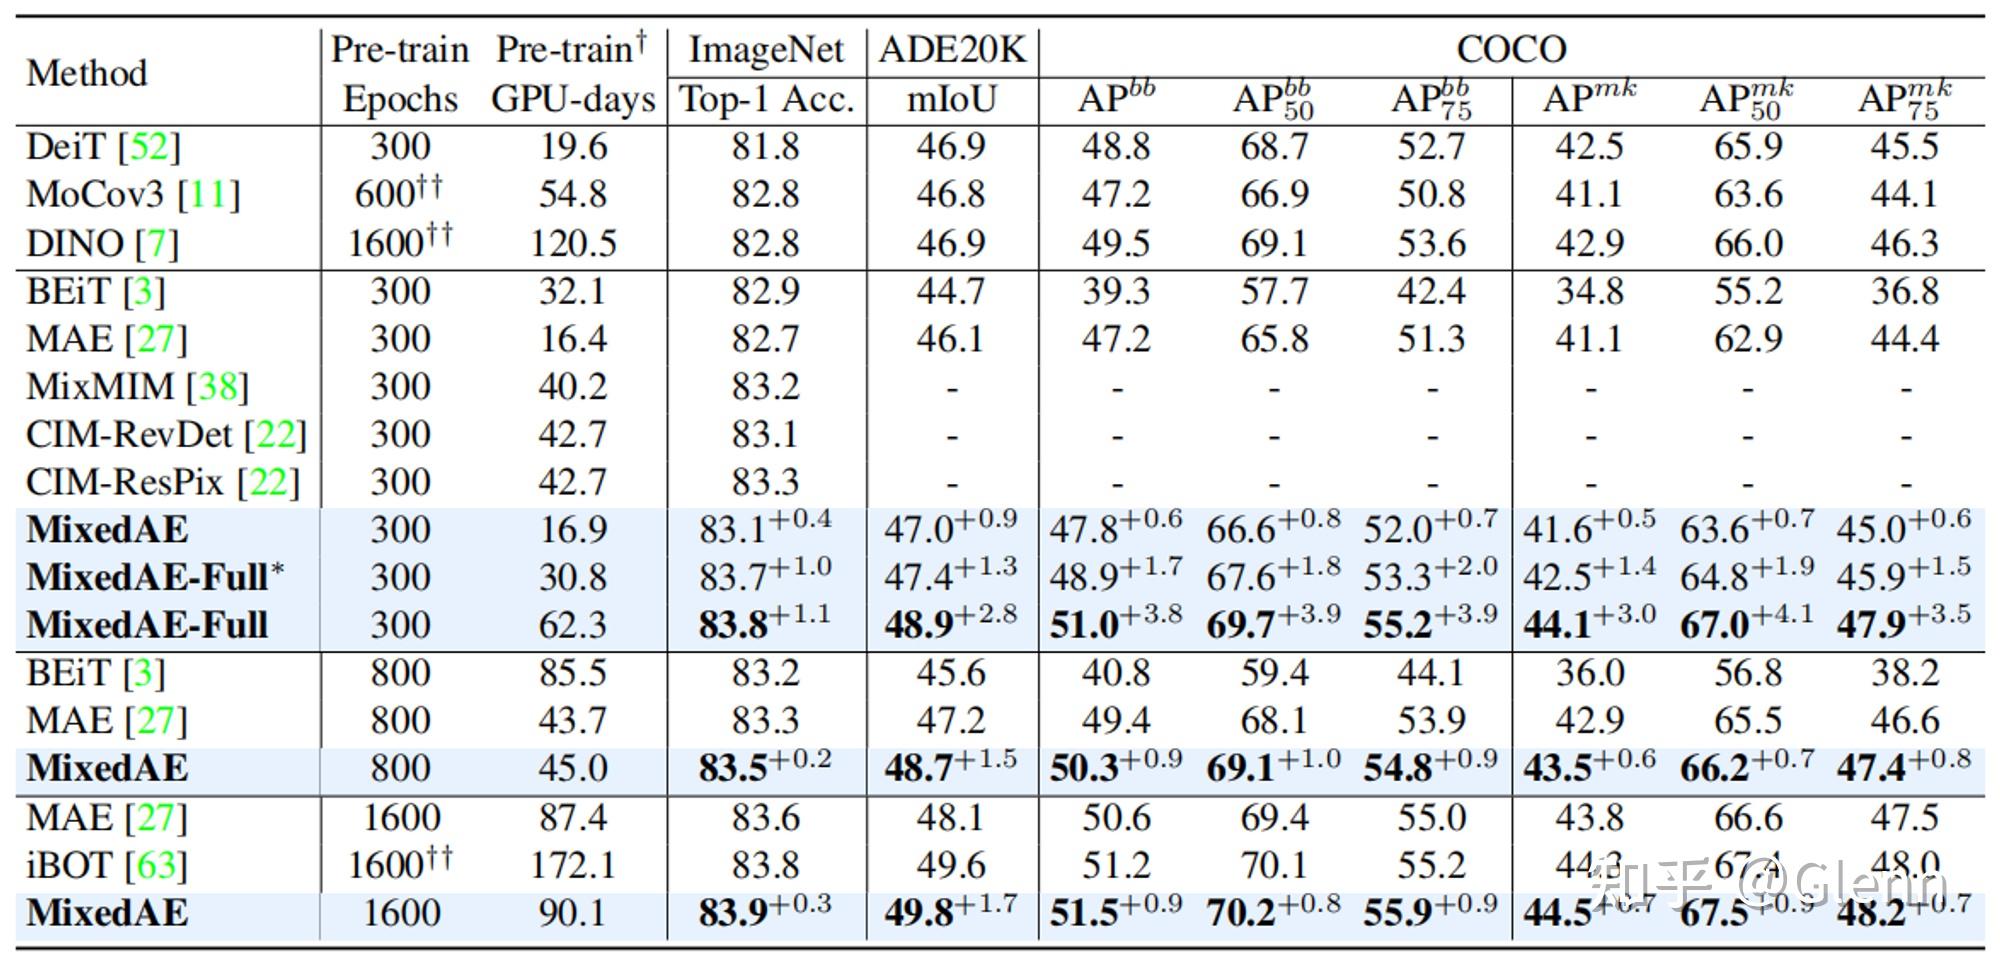 Method Pre-train Pre-train† ImageNet ADE20K COCO
Epochs GPU-days Top-1 Acc. mIoU AP^bb AP^bb_50 AP^bb_75 AP^mk AP^mk_50 AP^mk_75
DeiT [52] 300 19.6 81.8 46.9 48.8 68.7 52.7 42.5 65.9 45.5
MoCov3 [11] 600†† 54.8 82.8 46.8 47.2 66.9 50.8 41.1 63.6 44.1
DINO [7] 1600†† 120.5 82.8 46.9 49.5 69.1 53.6 42.9 66.0 46.3
BEiT [3] 300 32.1 82.9 44.7 39.3 57.7 42.4 34.8 55.2 36.8
MAE [27] 300 16.4 82.7 46.1 47.2 65.8 51.3 41.1 62.9 44.4
MixMIM [38] 300 40.2 83.2 - - - - - - -
CIM-RevDet [22] 300 42.7 83.1 - - - - - - -
CIM-ResPix [22] 300 42.7 83.3 - - - - - - -
MixedAE 300 16.9 83.1+0.4 47.0+0.9 47.8+0.6 66.6+0.8 52.0+0.7 41.6+0.5 63.6+0.7 45.0+0.6
MixedAE-Full* 300 30.8 83.7+1.0 47.4+1.3 48.9+1.7 67.6+1.8 53.3+2.0 42.5+1.4 64.8+1.9 45.9+1.5
MixedAE-Full 300 62.3 83.8+1.1 48.9+2.8 51.0+3.8 69.7+3.9 55.2+3.9 44.1+3.0 67.0+4.1 47.9+3.5
BEiT [3] 800 85.5 83.2 45.6 40.8 59.4 44.1 36.0 56.8 38.2
MAE [27] 800 43.7 83.3 47.2 49.4 68.1 53.9 42.9 65.5 46.6
MixedAE 800 45.0 83.5+0.2 48.7+1.5 50.3+0.9 69.1+1.0 54.8+0.9 43.5+0.6 66.2+0.7 47.4+0.8
MAE [27] 1600 87.4 83.6 48.1 50.6 69.4 55.0 43.8 66.6 47.5
iBOT [63] 1600†† 172.1 83.8 49.6 51.2 70.1 55.2 44.3 67.4 48.0
MixedAE 1600 90.1 83.9+0.3 49.8+1.7 51.5+0.9 70.2+0.8 55.9+0.9 44.5+0.7 67.5+0.9 48.2+0.7
知乎 @Glenn